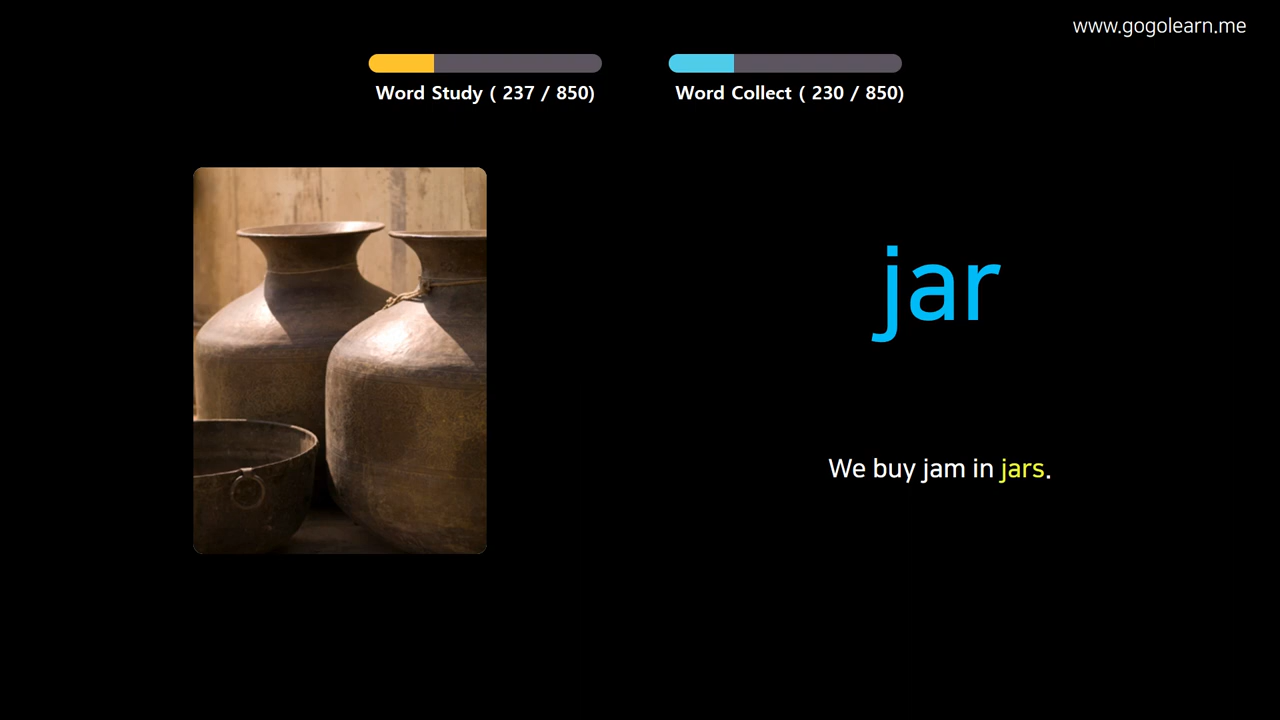 www.gogolearn.me
Word Study ( 237 / 850)
Word Collect ( 230 / 850)
jar
We buy jam in jars.